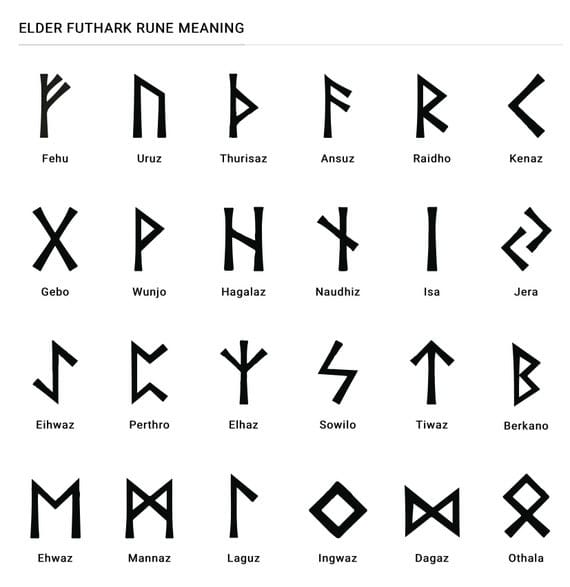 ELDER FUTHARK RUNE MEANING
ᚠ ᚢ ᚦ ᚨ ᚱ ᚲ
Fehu Uruz Thurisaz Ansuz Raidho Kenaz
ᚷ ᚹ ᚺ ᚾ ᛁ ᛃ
Gebo Wunjo Hagalaz Naudhiz Isa Jera
ᛇ ᛈ ᛉ ᛊ ᛏ ᛒ
Eihwaz Perthro Elhaz Sowilo Tiwaz Berkano
ᛖ ᛗ ᛚ ᛜ ᛞ ᛟ
Ehwaz Mannaz Laguz Ingwaz Dagaz Othala